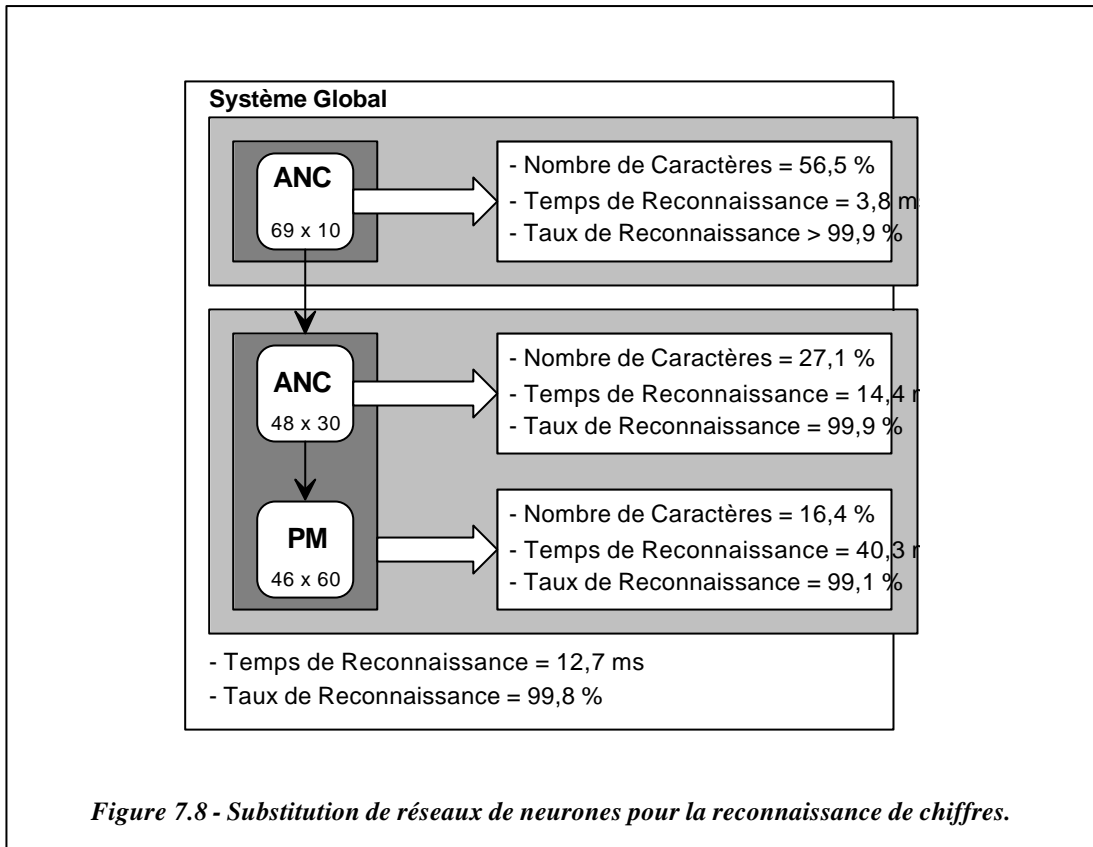 Système Global
ANC
69 x 10
- Nombre de Caractères = 56,5 %
- Temps de Reconnaissance = 3,8 m
- Taux de Reconnaissance > 99,9 %
ANC
48 x 30
- Nombre de Caractères = 27,1 %
- Temps de Reconnaissance = 14,4
- Taux de Reconnaissance = 99,9 %
PM
46 x 60
- Nombre de Caractères = 16,4 %
- Temps de Reconnaissance = 40,3
- Taux de Reconnaissance = 99,1 %
- Temps de Reconnaissance = 12,7 ms
- Taux de Reconnaissance = 99,8 %
Figure 7.8 - Substitution de réseaux de neurones pour la reconnaissance de chiffres.